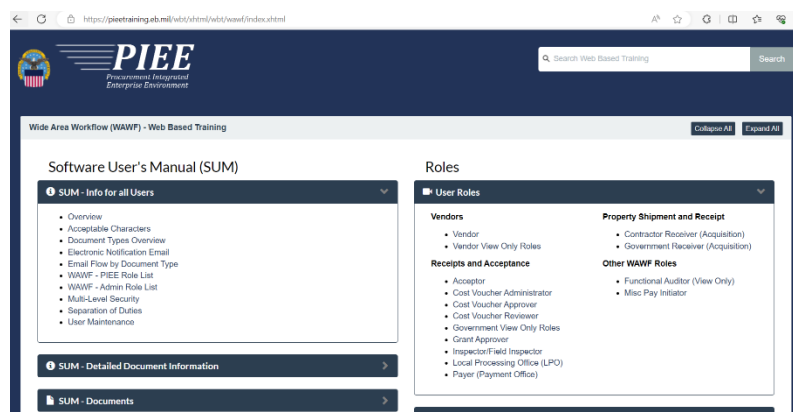 https://pieetraining.eb.mil/wbt/xhtml/wbt/wawf/index.xhtml
PIEE
Procurement Integrated
Enterprise Environment
Search Web Based Training
Search
Wide Area Workflow (WAWF) - Web Based Training
Collapse All
Expand All
Software User's Manual (SUM)
SUM - Info for all Users
Overview
Acceptable Characters
Document Types Overview
Electronic Notification Email
Email Flow by Document Type
WAWF - PIEE Role List
WAWF - Admin Role List
Multi-Level Security
Separation of Duties
User Maintenance
SUM - Detailed Document Information
SUM - Documents
Roles
User Roles
Vendors
Vendor
Vendor View Only Roles
Receipts and Acceptance
Acceptor
Cost Voucher Administrator
Cost Voucher Approver
Cost Voucher Reviewer
Government View Only Roles
Grant Approver
Inspector/Field Inspector
Local Processing Office (LPO)
Payer (Payment Office)
Property Shipment and Receipt
Contractor Receiver (Acquisition)
Government Receiver (Acquisition)
Other WAWF Roles
Functional Auditor (View Only)
Misc Pay Initiator